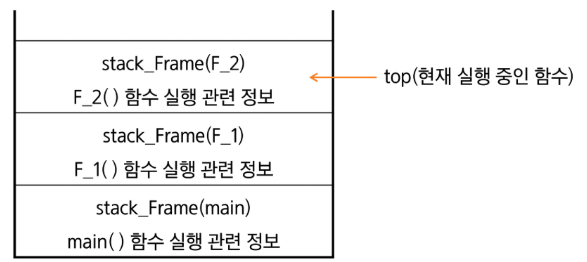 stack_Frame(F_2)
F_2( ) 함수 실행 관련 정보
top(현재 실행 중인 함수)
stack_Frame(F_1)
F_1( ) 함수 실행 관련 정보
stack_Frame(main)
main( ) 함수 실행 관련 정보